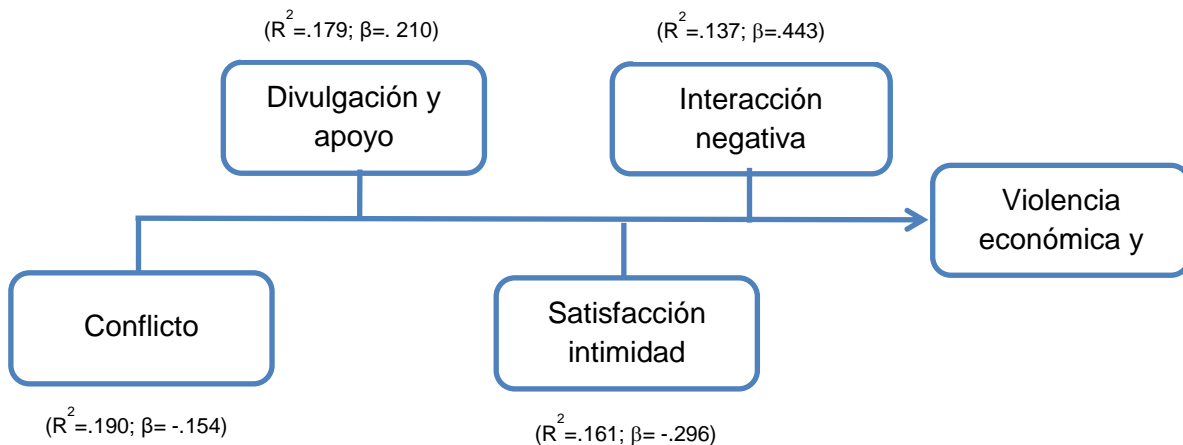 (R²=.179; β=. 210)
(R²=.137; β=.443)
Divulgación y
apoyo
Interacción
negativa
Violencia
económica y
Conflicto
Satisfacción
intimidad
(R²=.190; β= -.154)
(R²=.161; β= -.296)